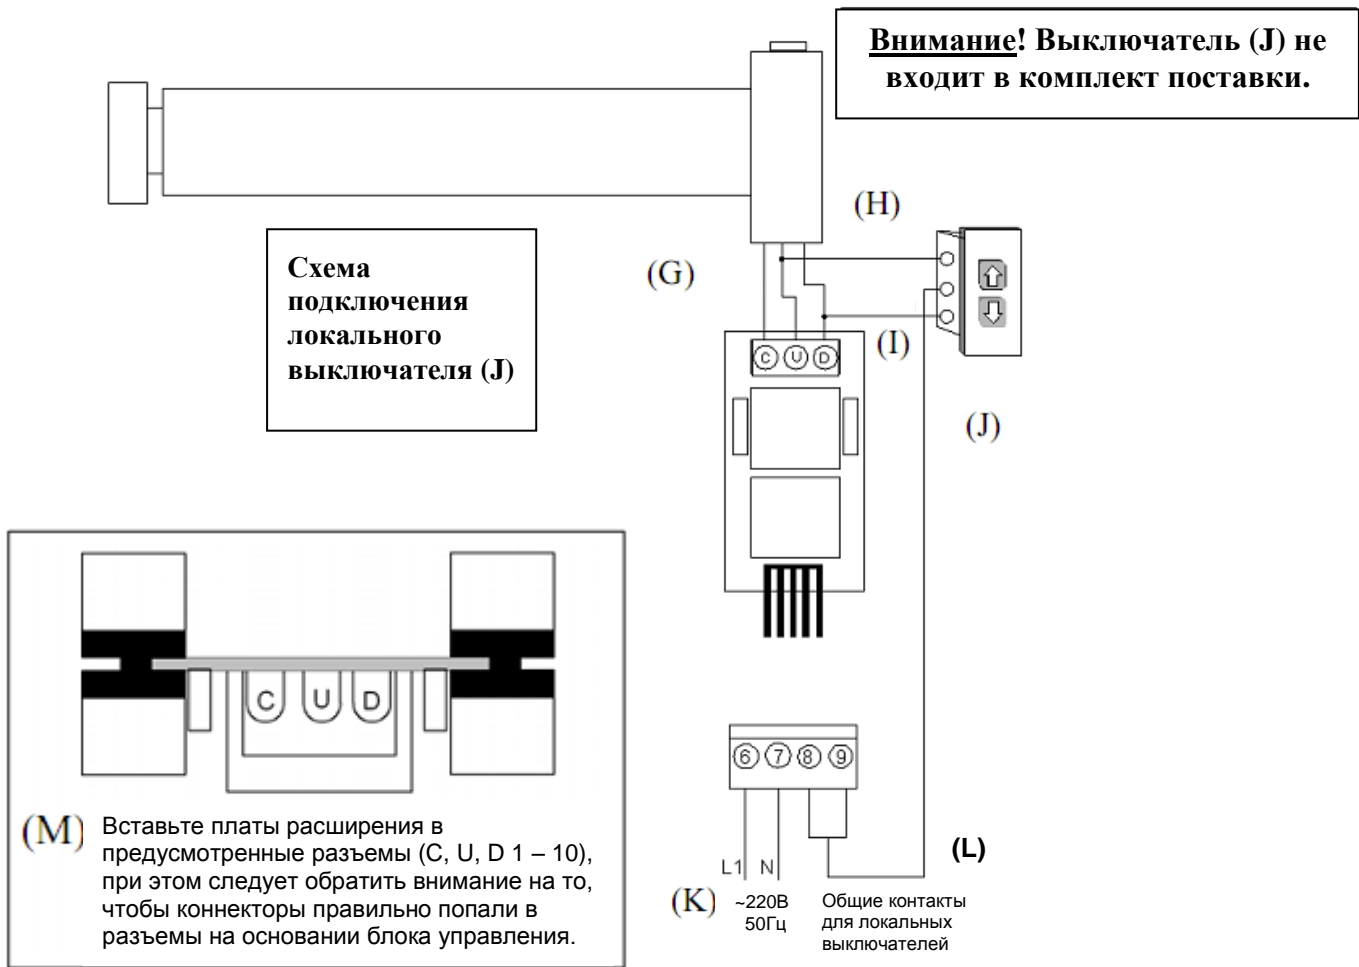 Внимание! Выключатель (J) не
входит в комплект поставки.
(H)
Схема
подключения
локального
выключателя (J)
(G)
(I)
C U D
(J)
C U D
6 7 8 9
(M) Вставьте платы расширения в
предусмотренные разъемы (C, U, D 1 – 10),
при этом следует обратить внимание на то,
чтобы коннекторы правильно попали в
разъемы на основании блока управления.
L1 N
(L)
(K) ~220В
50Гц
Общие контакты
для локальных
выключателей